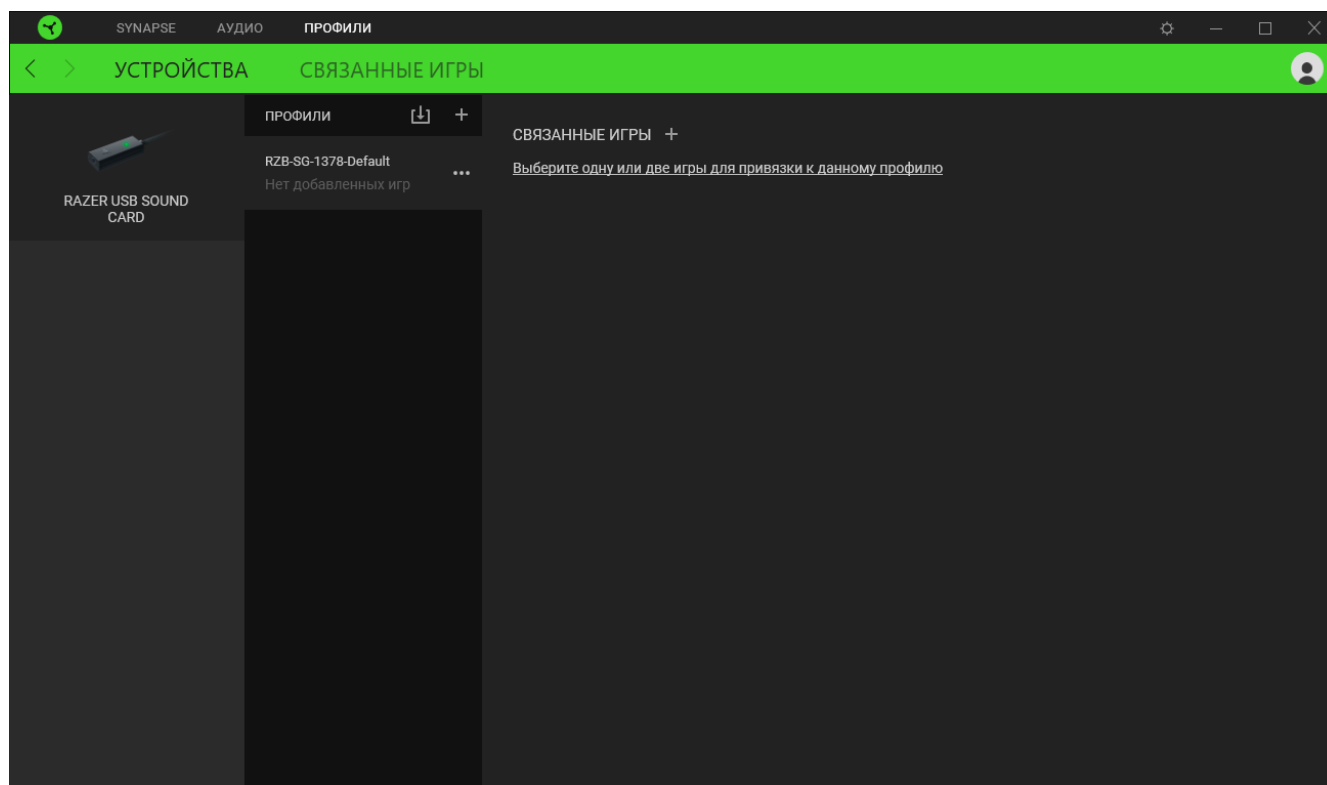 SYNAPSE АУДИО ПРОФИЛИ
УСТРОЙСТВА СВЯЗАННЫЕ ИГРЫ
RAZER USB SOUND
CARD
ПРОФИЛИ
RZB-SG-1378-Default
Нет добавленных игр
СВЯЗАННЫЕ ИГРЫ
Выберите одну или две игры для привязки к данному профилю